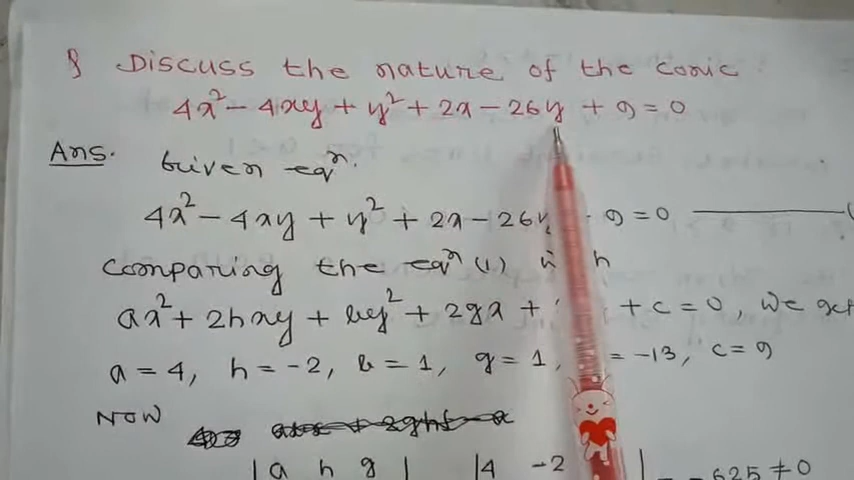 § Discuss the nature of the conic
4x² - 4xy + y² + 2x - 26y + 9 = 0
Ans. Given eqⁿ.
4x² - 4xy + y² + 2x - 26y 9 = 0 (
Comparing the eqⁿ (1)
ax² + 2hxy + by² + 2gx + + c = 0, we get
a = 4, h = -2, b = 1, g = 1, = -13, c = 9
NOW
| a h g | | 4 -2 | = -625 ≠ 0